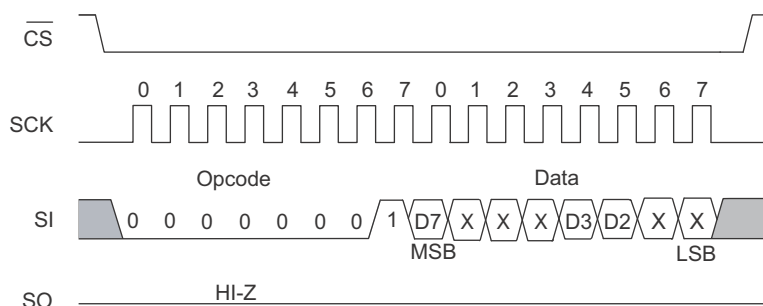 CS
0 1 2 3 4 5 6 7 0 1 2 3 4 5 6 7
SCK
Opcode Data
SI 0 0 0 0 0 0 0 1 D7 X X X D3 D2 X X
MSB LSB
HI-Z
SO